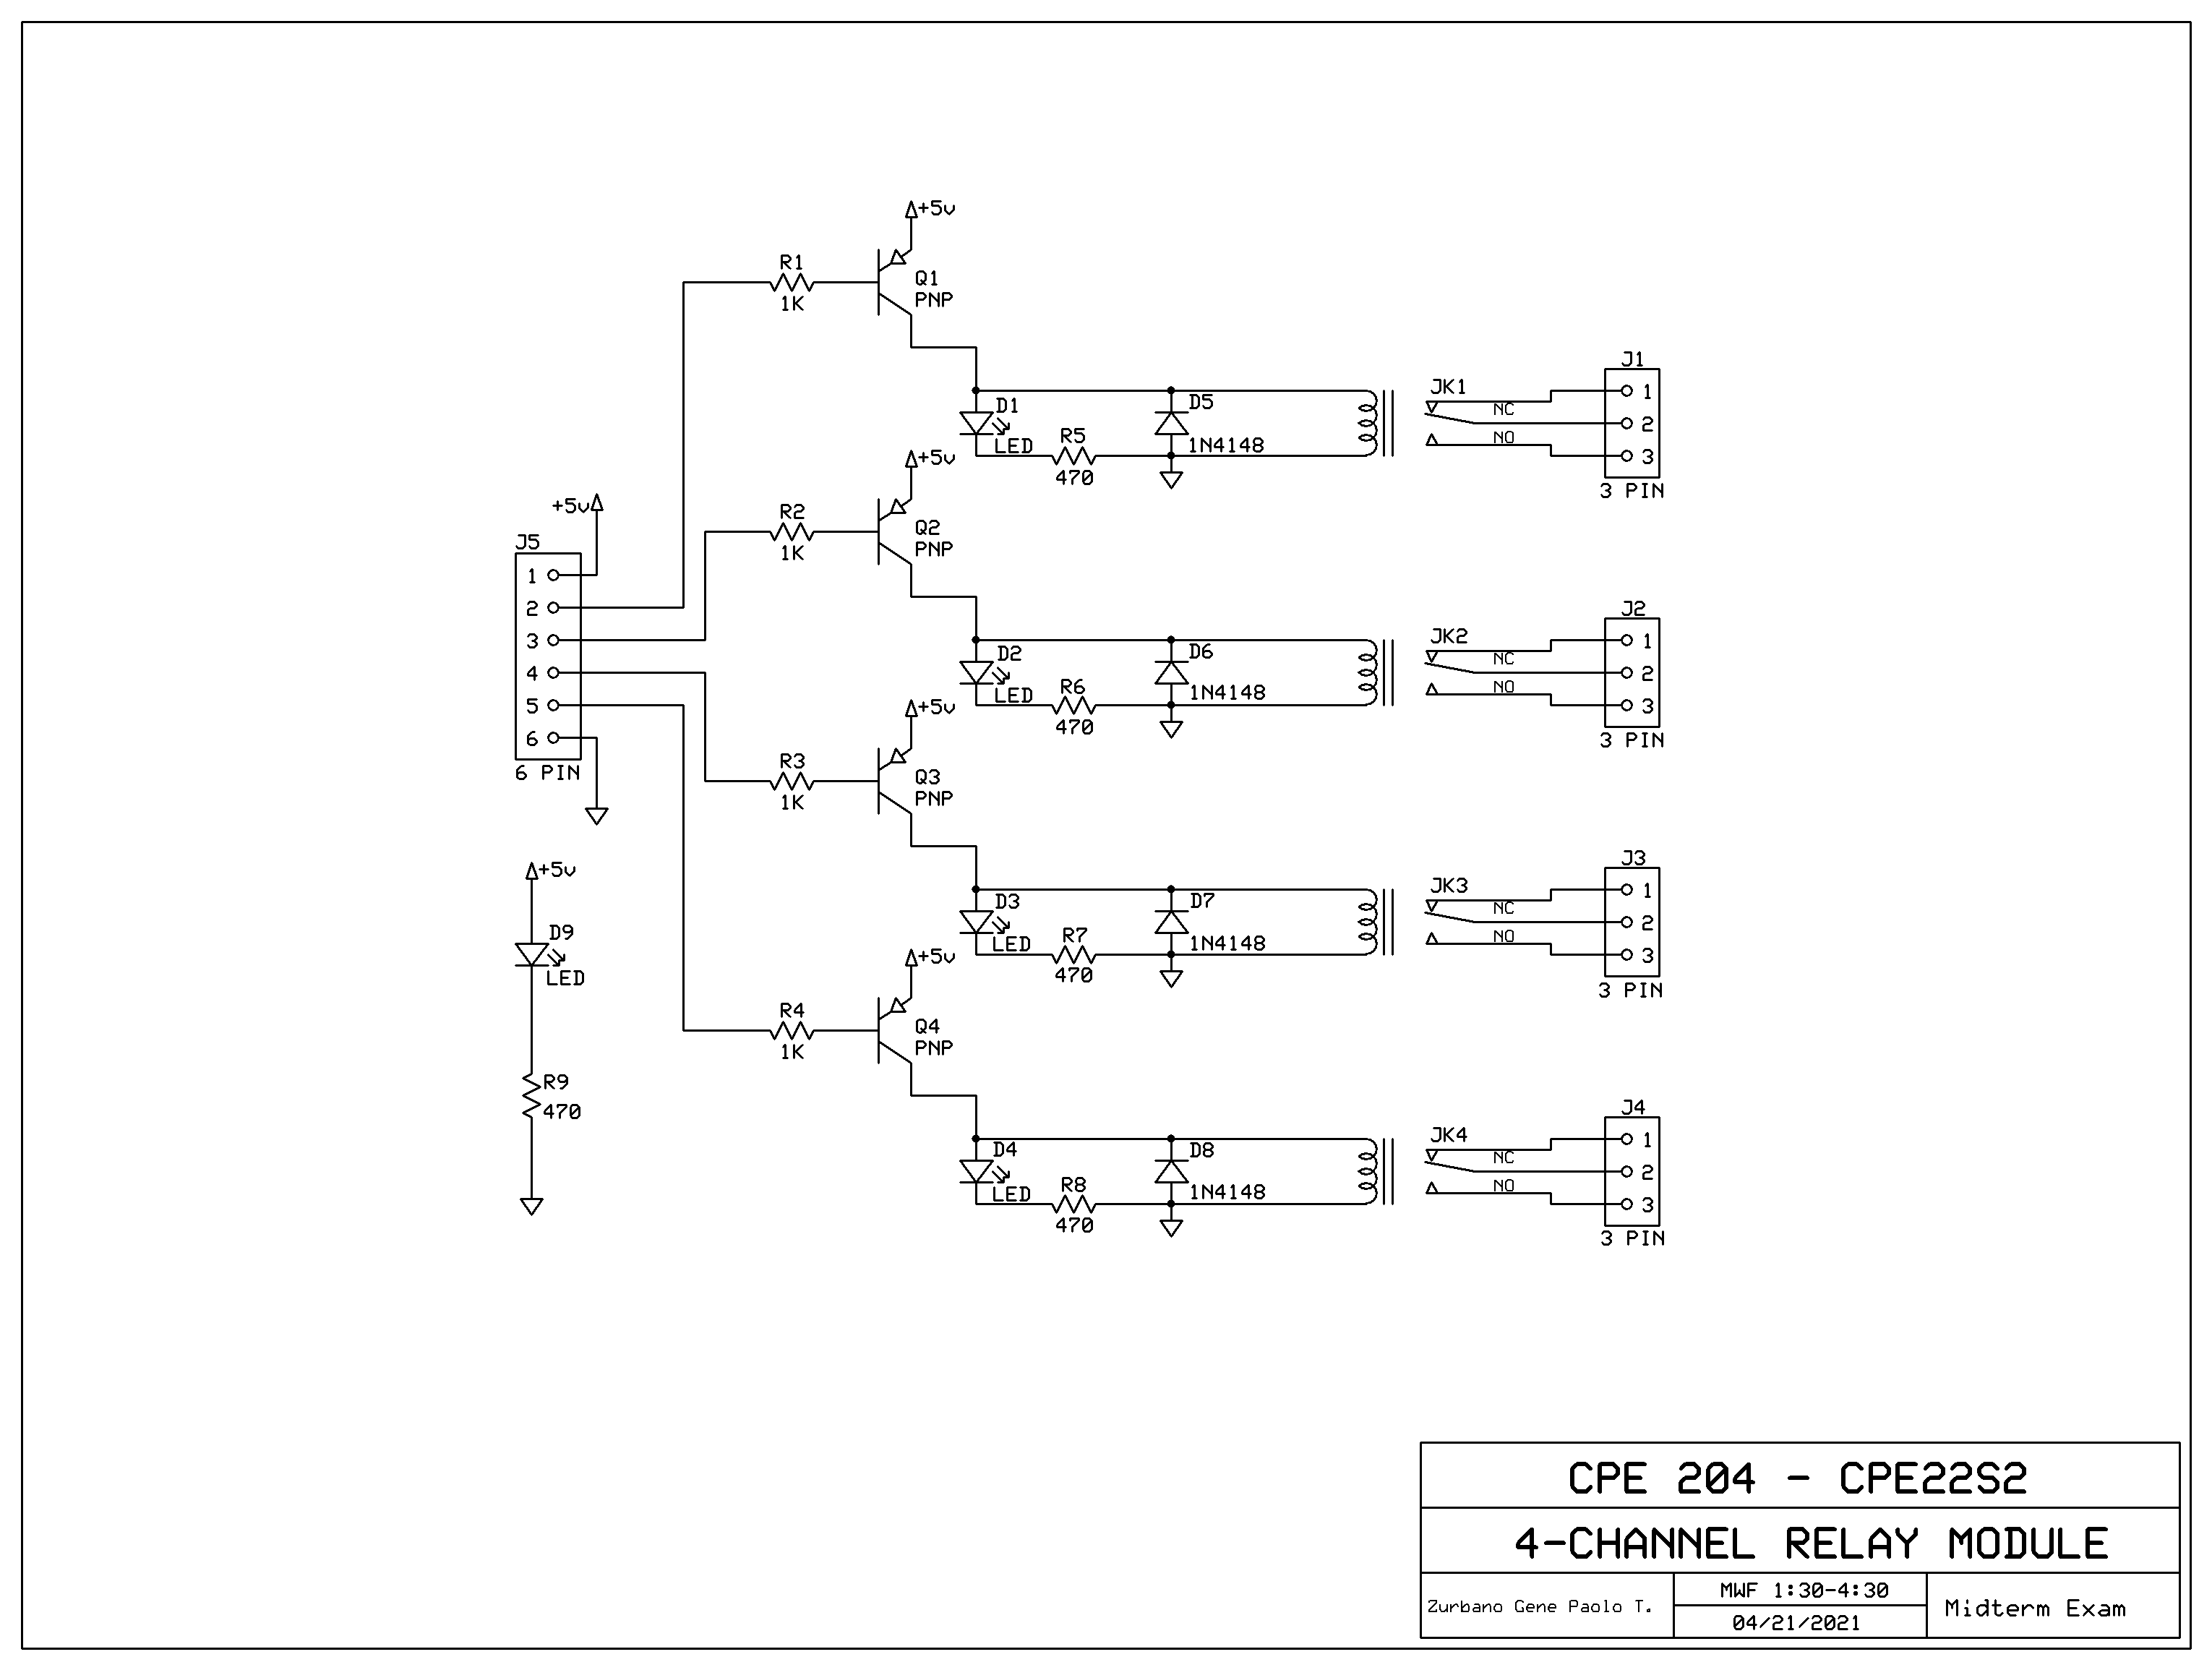 +5v
R1
1K
Q1
PNP
J1
JK1
D1
LED
R5
470
D5
1N4148
NC
NO
1
2
3
3 PIN
+5v
R2
1K
Q2
PNP
J2
JK2
D2
LED
R6
470
D6
1N4148
NC
NO
1
2
3
3 PIN
+5v
J5
1
2
3
4
5
6
6 PIN
+5v
R3
1K
Q3
PNP
J3
JK3
D3
LED
R7
470
D7
1N4148
NC
NO
1
2
3
3 PIN
+5v
D9
LED
R9
470
+5v
R4
1K
Q4
PNP
J4
JK4
D4
LED
R8
470
D8
1N4148
NC
NO
1
2
3
3 PIN
CPE 204 - CPE22S2
4-CHANNEL RELAY MODULE
Zurbano Gene Paolo T.
MWF 1:30-4:30
04/21/2021
Midterm Exam